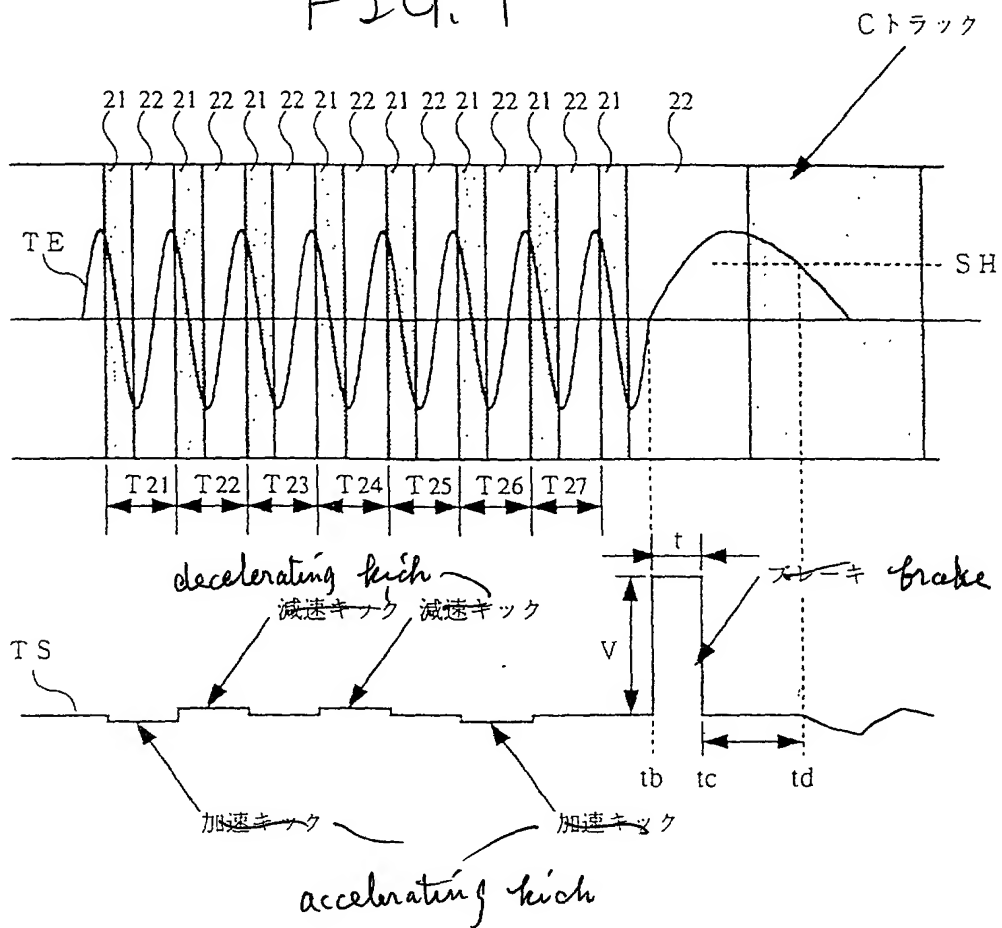 FIG. 1
Cトラック
21 22 21 22 21 22 21 22 21 22 21 22 21 22 21 22
TE
SH
T21 T22 T23 T24 T25 T26 T27
t
decelerating kich
ブレーキ brake
減速キック 減速キック
V
TS
tb tc td
加速キック 加速キック
accelerating kich